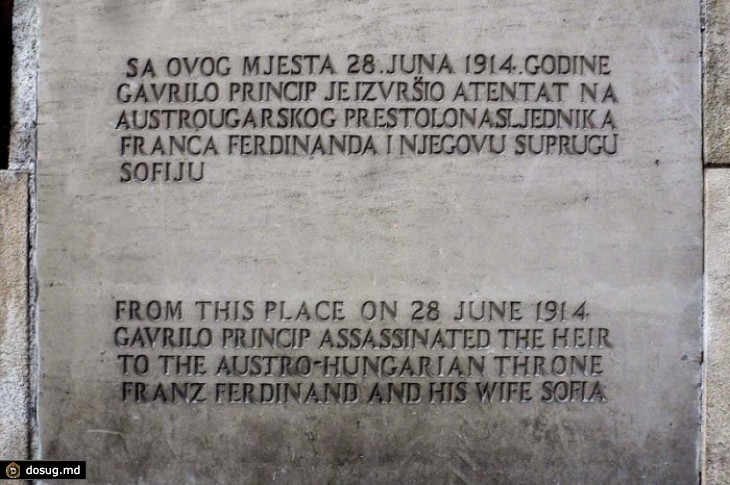 SA OVOG MJESTA 28. JUNA 1914. GODINE
GAVRILO PRINCIP JE IZVRŠIO ATENTAT NA
AUSTROUGARSKOG PRESTOLONASLJEDNIKA
FRANCA FERDINANDA I NJEGOVU SUPRUGU
SOFIJU
FROM THIS PLACE ON 28 JUNE 1914.
GAVRILO PRINCIP ASSASSINATED THE HEIR
TO THE AUSTRO-HUNGARIAN THRONE
FRANZ FERDINAND AND HIS WIFE SOFIA
dosug.md